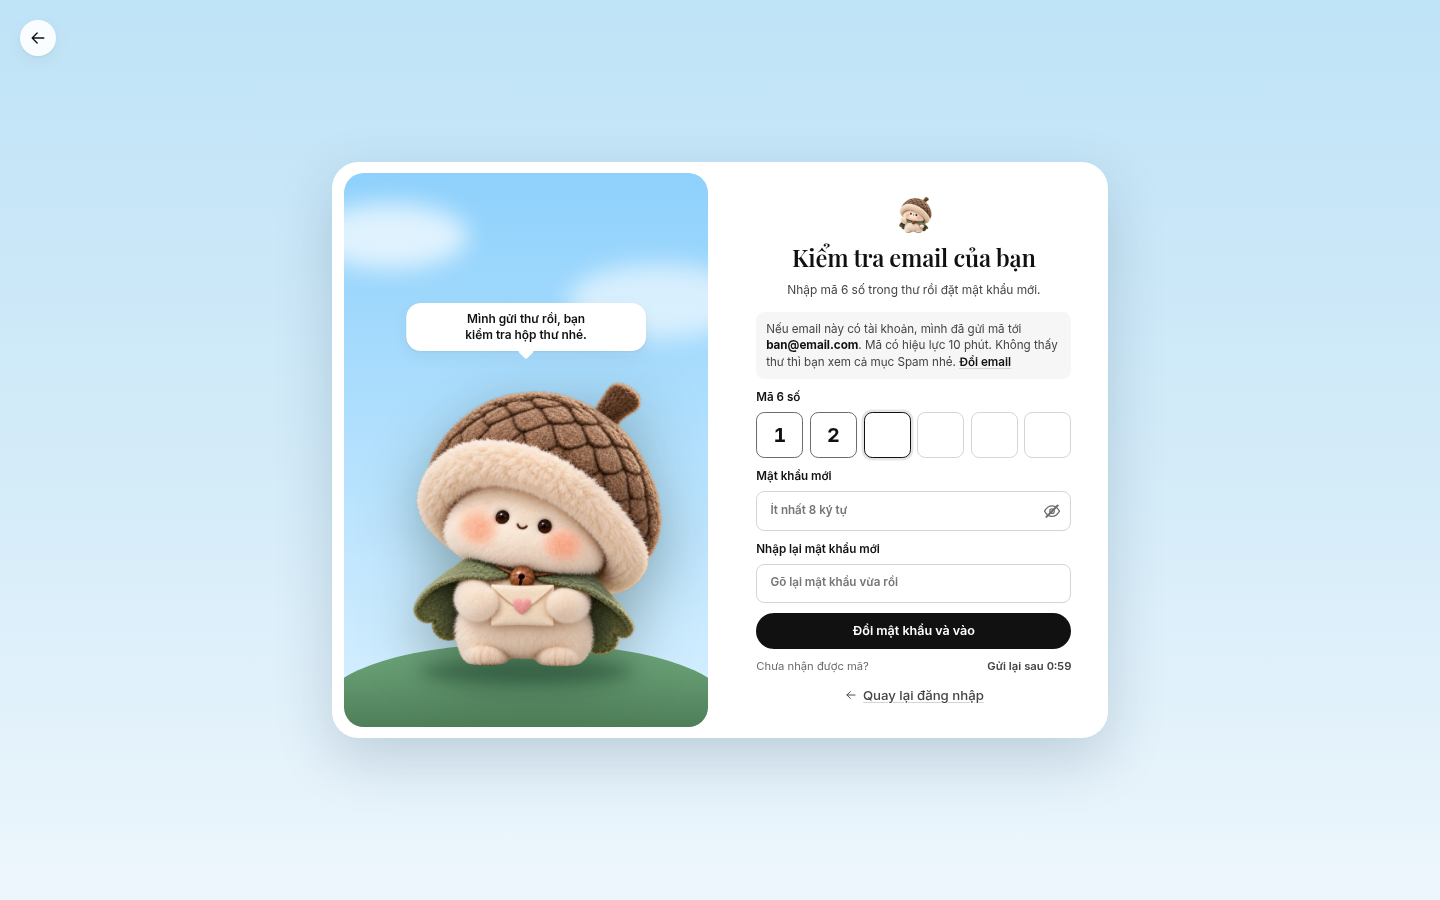 Mình gửi thư rồi, bạn
kiểm tra hộp thư nhé.
Kiểm tra email của bạn
Nhập mã 6 số trong thư rồi đặt mật khẩu mới.
Nếu email này có tài khoản, mình đã gửi mã tới
ban@email.com. Mã có hiệu lực 10 phút. Không thấy
thư thì bạn xem cả mục Spam nhé. Đổi email
Mã 6 số
1 2
Mật khẩu mới
Ít nhất 8 ký tự
Nhập lại mật khẩu mới
Gõ lại mật khẩu vừa rồi
Đổi mật khẩu và vào
Chưa nhận được mã? Gửi lại sau 0:59
Quay lại đăng nhập